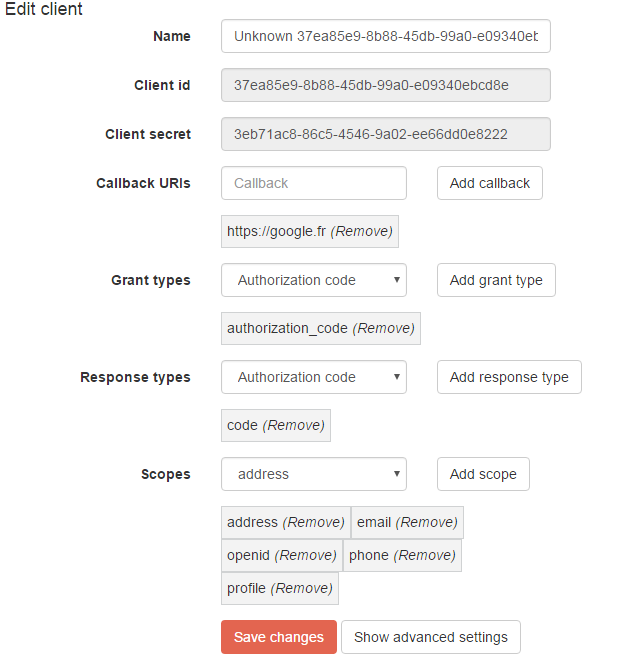 Edit client
Name Unknown 37ea85e9-8b88-45db-99a0-e09340eb
Client id 37ea85e9-8b88-45db-99a0-e09340ebcd8e
Client secret 3eb71ac8-86c5-4546-9a02-ee66dd0e8222
Callback URIs Callback Add callback
https://google.fr (Remove)
Grant types Authorization code Add grant type
authorization_code (Remove)
Response types Authorization code Add response type
code (Remove)
Scopes address Add scope
address (Remove) email (Remove)
openid (Remove) phone (Remove)
profile (Remove)
Save changes Show advanced settings